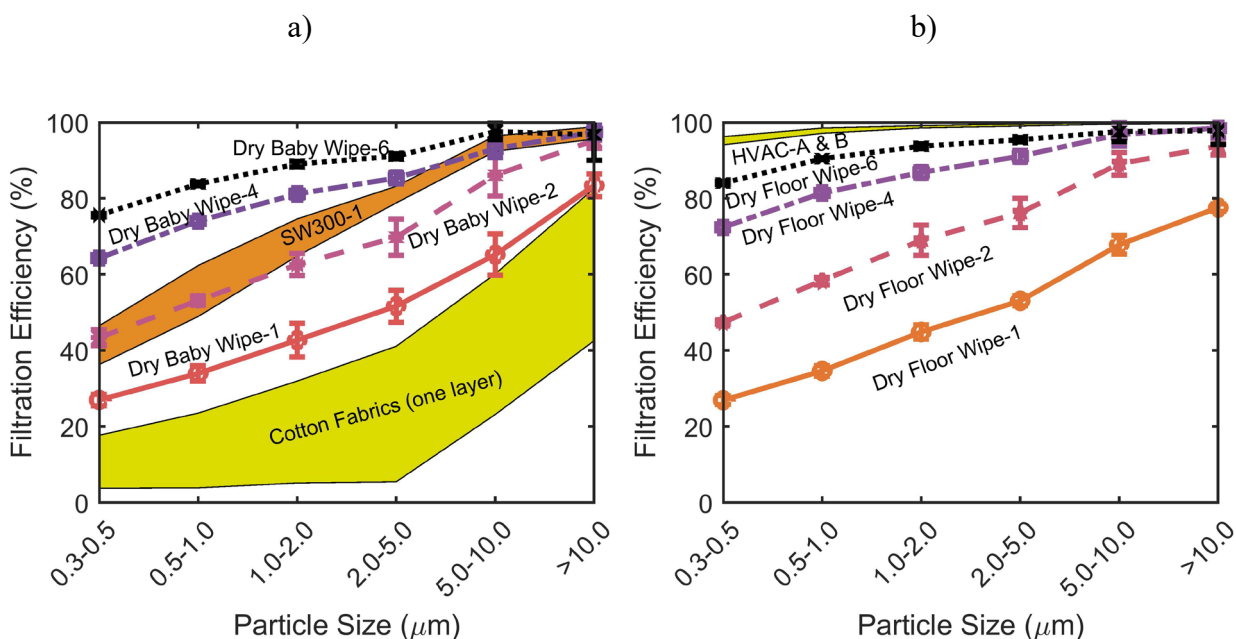 a)
100
80
60
40
20
0
Filtration Efficiency (%)
Dry Baby Wipe-6
Dry Baby Wipe-4
SW300-1
Dry Baby Wipe-2
Dry Baby Wipe-1
Cotton Fabrics (one layer)
0.3-0.5
0.5-1.0
1.0-2.0
2.0-5.0
5.0-10.0
>10.0
Particle Size (μm)
b)
100
80
60
40
20
0
Filtration Efficiency (%)
HVAC-A & B
Dry Floor Wipe-6
Dry Floor Wipe-4
Dry Floor Wipe-2
Dry Floor Wipe-1
0.3-0.5
0.5-1.0
1.0-2.0
2.0-5.0
5.0-10.0
>10.0
Particle Size (μm)